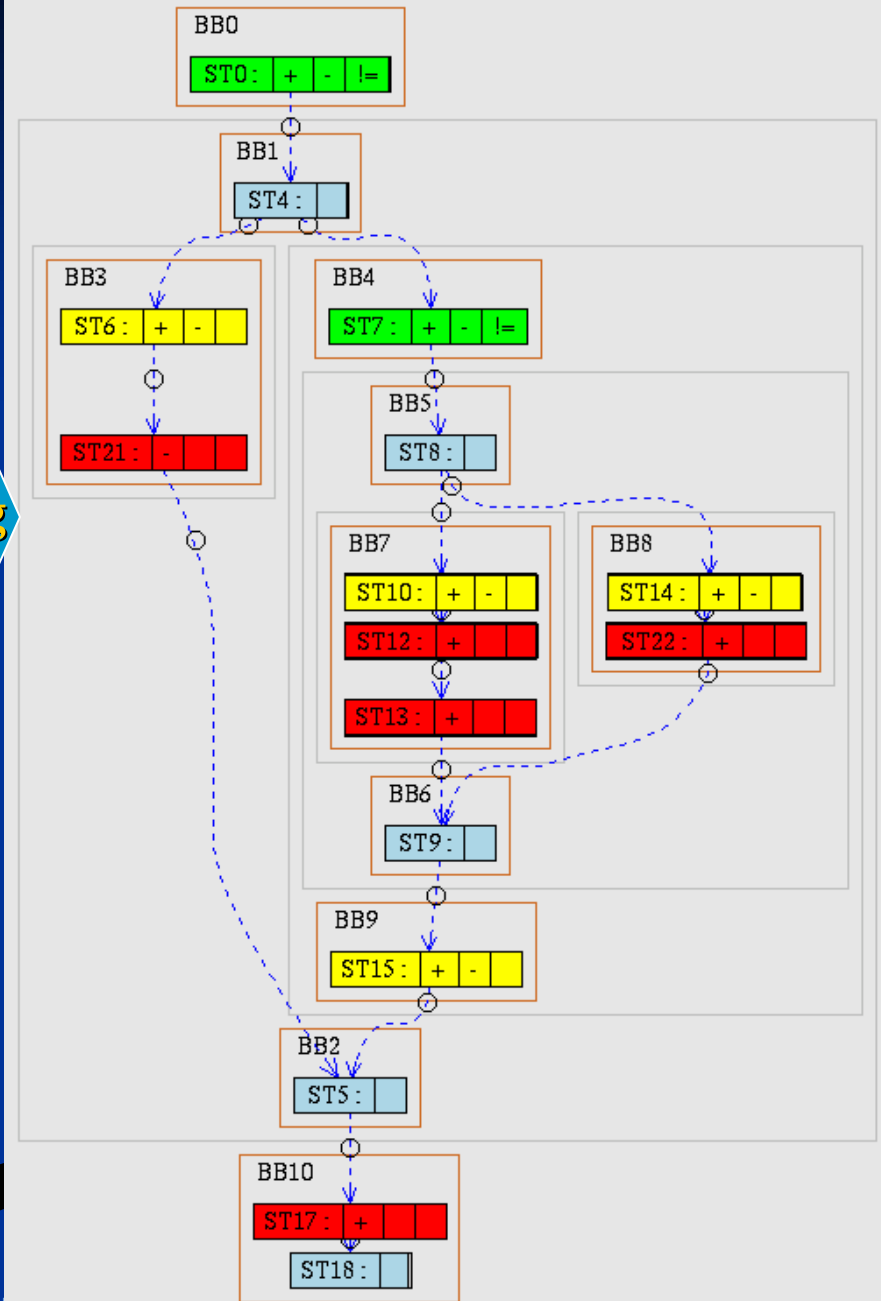 BB0
ST0: + - !=
BB1
ST4:
BB3
ST6: + -
ST21: -
BB4
ST7: + - !=
BB5
ST8:
g
BB7
ST10: + -
ST12: +
ST13: +
BB8
ST14: + -
ST22: +
BB6
ST9:
BB9
ST15: + -
BB2
ST5:
BB10
ST17: +
ST18: